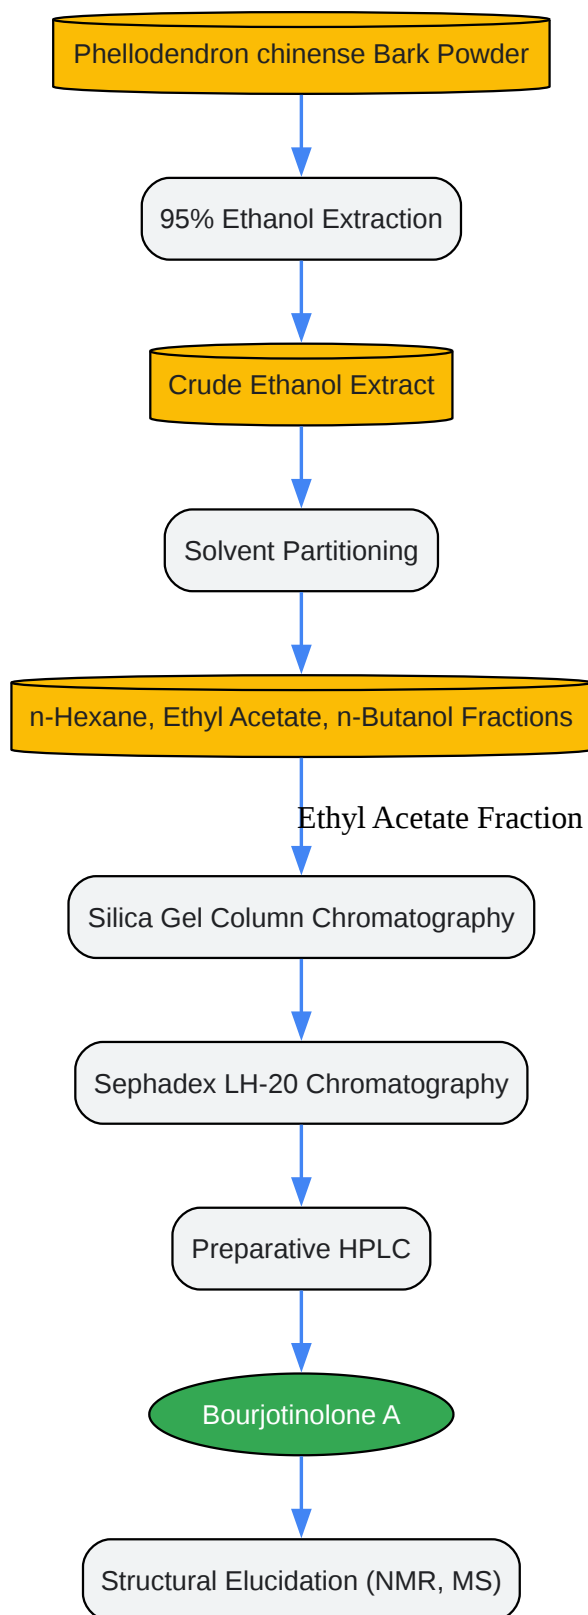 Phellodendron chinense Bark Powder
95% Ethanol Extraction
Crude Ethanol Extract
Solvent Partitioning
n-Hexane, Ethyl Acetate, n-Butanol Fractions
Ethyl Acetate Fraction
Silica Gel Column Chromatography
Sephadex LH-20 Chromatography
Preparative HPLC
Bourjotinolone A
Structural Elucidation (NMR, MS)